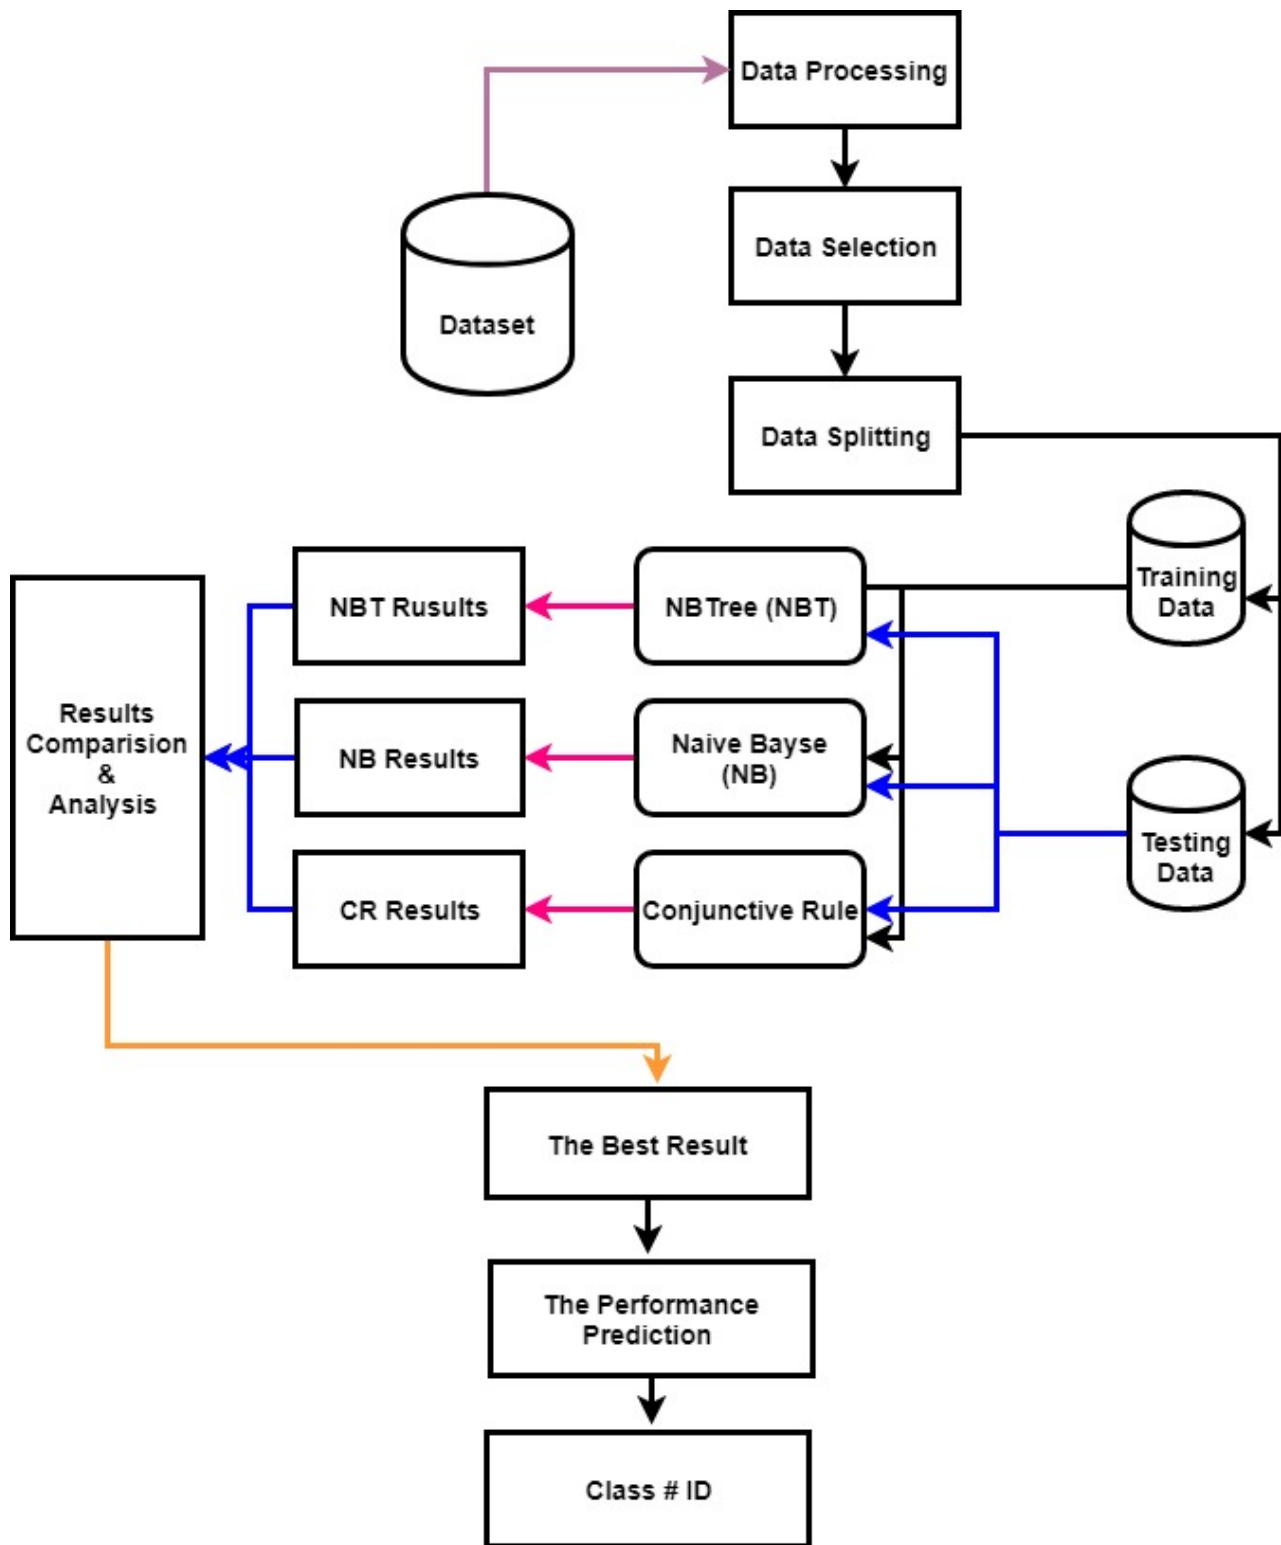 Data Processing
Data Selection
Dataset
Data Splitting
Training
Data
NBT Rusults
NBTree (NBT)
Results
Comparision
&
Analysis
NB Results
Naive Bayse
(NB)
Testing
Data
CR Results
Conjunctive Rule
The Best Result
The Performance
Prediction
Class # ID